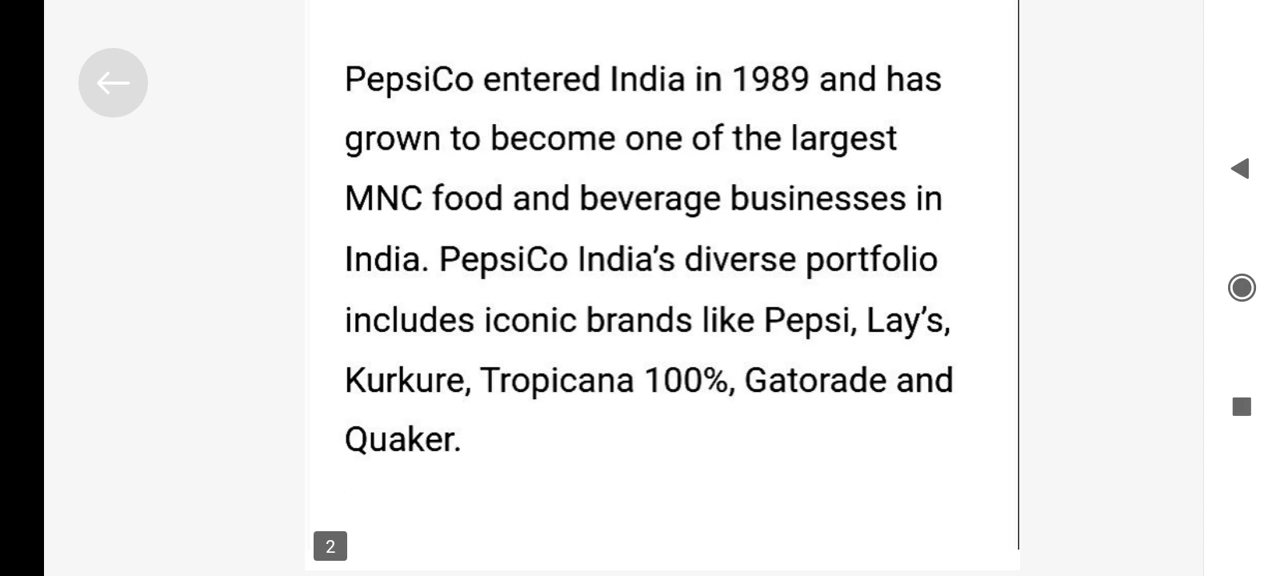 PepsiCo entered India in 1989 and has
grown to become one of the largest
MNC food and beverage businesses in
India. PepsiCo India’s diverse portfolio
includes iconic brands like Pepsi, Lay’s,
Kurkure, Tropicana 100%, Gatorade and
Quaker.
2